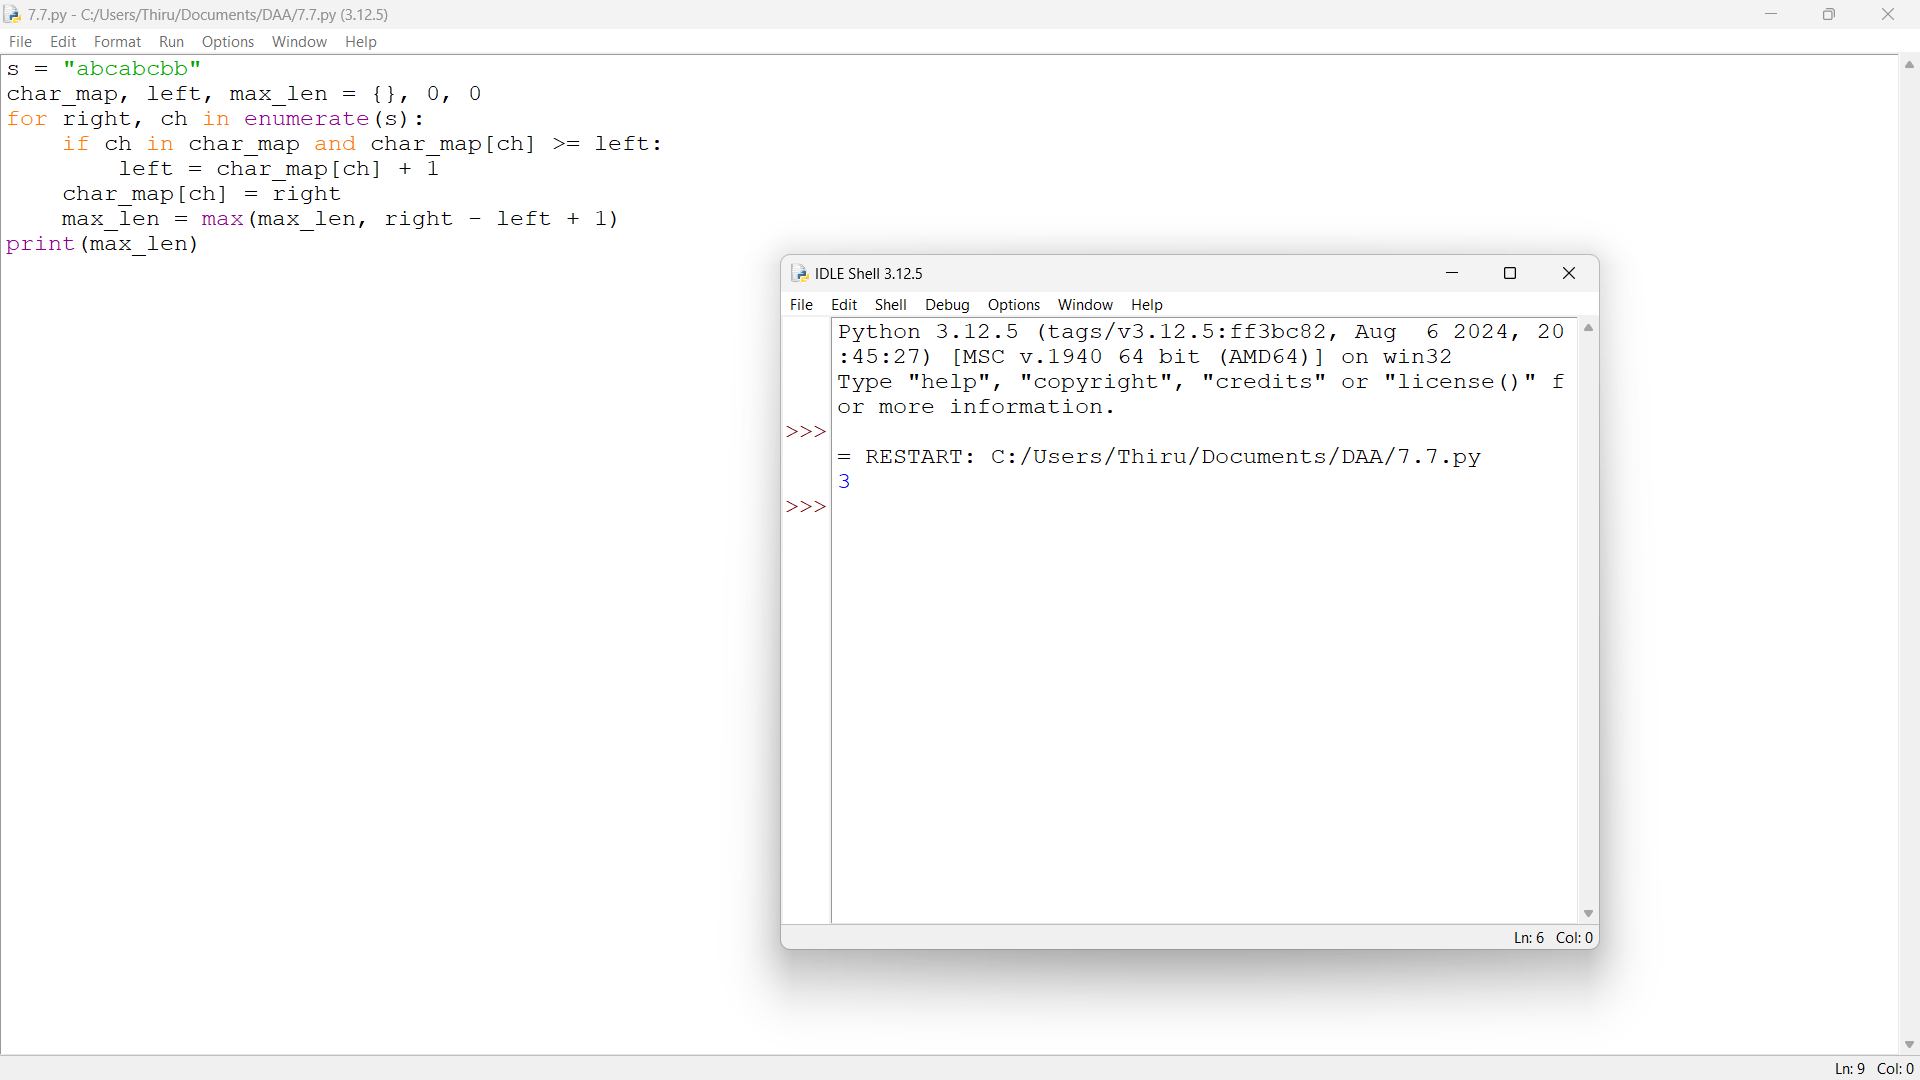 7.7.py - C:/Users/Thiru/Documents/DAA/7.7.py (3.12.5)
File Edit Format Run Options Window Help
s = "abcabcbb"
char_map, left, max_len = {}, 0, 0
for right, ch in enumerate(s):
    if ch in char_map and char_map[ch] >= left:
        left = char_map[ch] + 1
    char_map[ch] = right
    max_len = max(max_len, right - left + 1)
print(max_len)
IDLE Shell 3.12.5
File Edit Shell Debug Options Window Help
Python 3.12.5 (tags/v3.12.5:ff3bc82, Aug  6 2024, 20
:45:27) [MSC v.1940 64 bit (AMD64)] on win32
Type "help", "copyright", "credits" or "license()" f
or more information.
>>>
= RESTART: C:/Users/Thiru/Documents/DAA/7.7.py
3
>>>
Ln: 6 Col: 0
Ln: 9 Col: 0